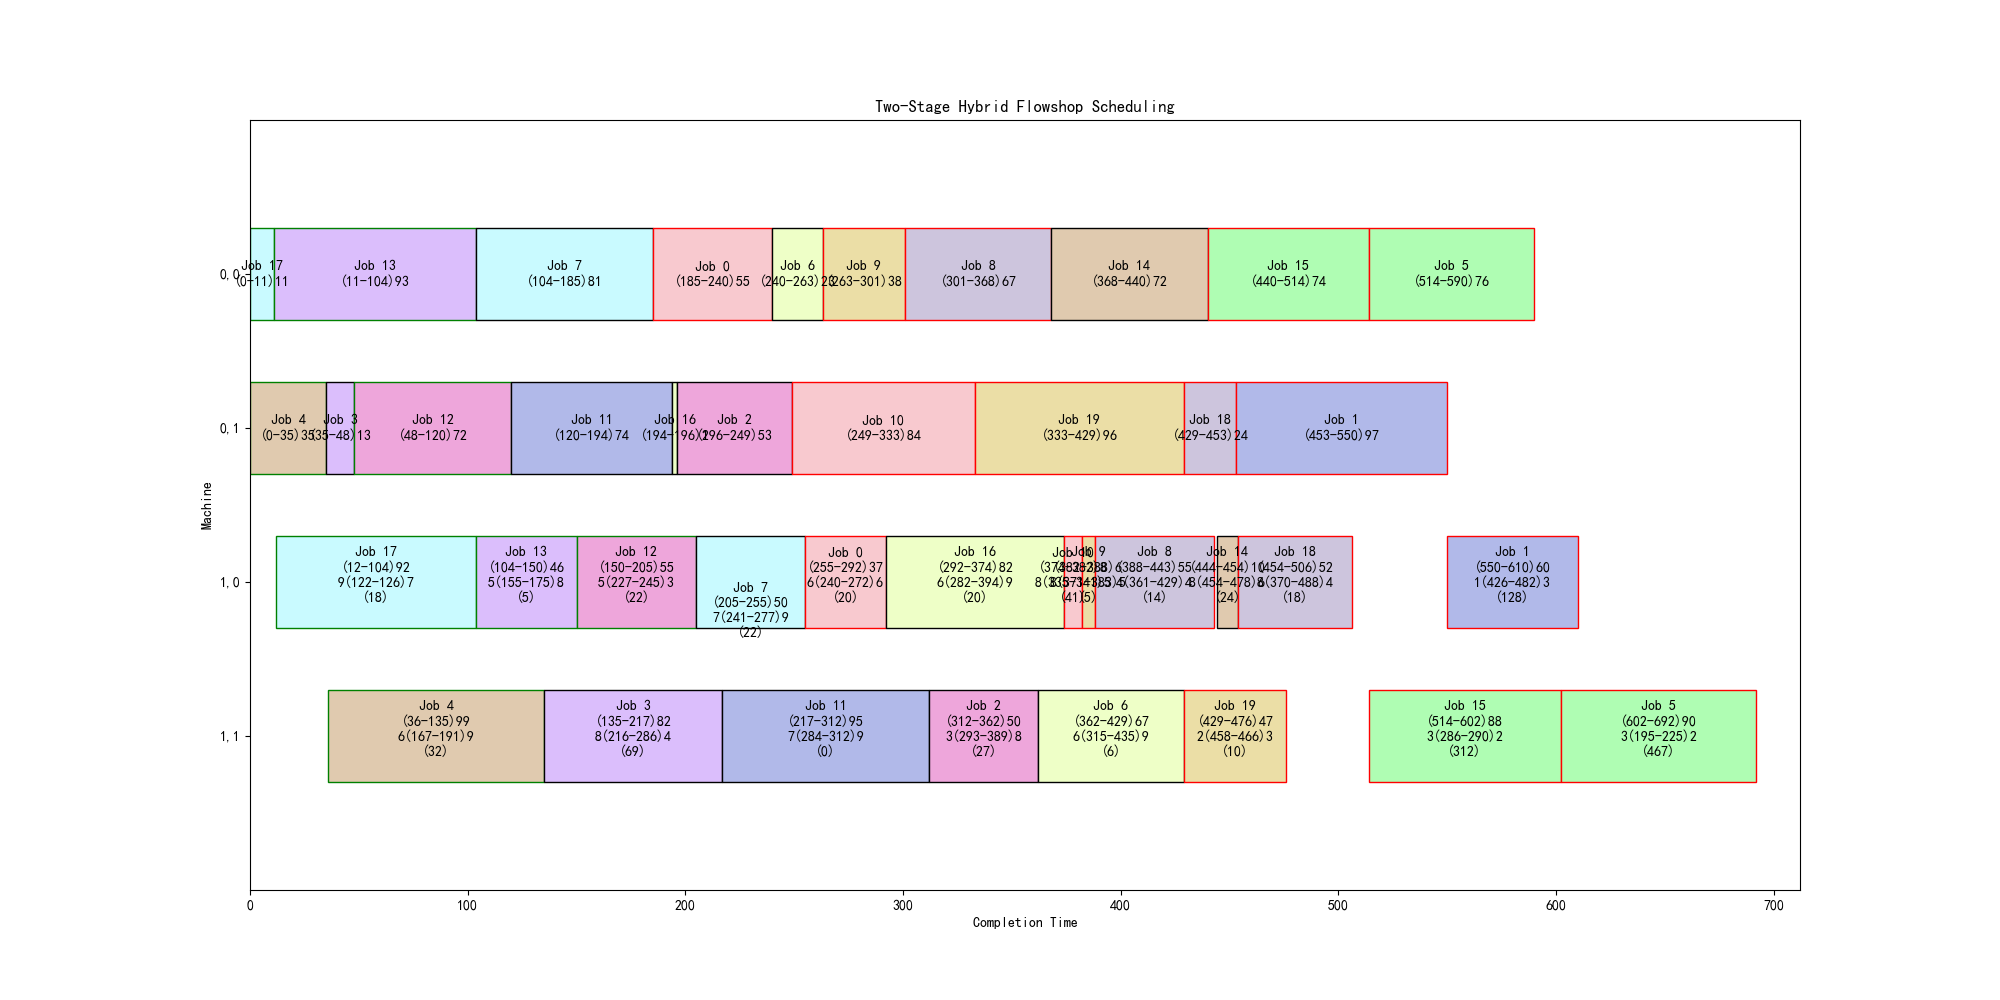 Two-Stage Hybrid Flowshop Scheduling
Machine
0,0
Job 17
(0-11)11
Job 13
(11-104)93
Job 7
(104-185)81
Job 0
(185-240)55
Job 6
(240-263)23
Job 9
(263-301)38
Job 8
(301-368)67
Job 14
(368-440)72
Job 15
(440-514)74
Job 5
(514-590)76
0,1
Job 4
(0-35)35
Job 3
(35-48)13
Job 12
(48-120)72
Job 11
(120-194)74
Job 16
(194-196)2
Job 2
(196-249)53
Job 10
(249-333)84
Job 19
(333-429)96
Job 18
(429-453)24
Job 1
(453-550)97
1,0
Job 17
(12-104)92
9(122-126)7
(18)
Job 13
(104-150)46
5(155-175)8
(5)
Job 12
(150-205)55
5(227-245)3
(22)
Job 7
(205-255)50
7(241-277)9
(22)
Job 0
(255-292)37
6(240-272)6
(20)
Job 16
(292-374)82
6(282-394)9
(20)
Job 10
(41)
Job 9
(5)
Job 8
(388-443)55
4(361-429)4
(14)
Job 14
(444-454)10
(24)
Job 18
(454-506)52
6(370-488)4
(18)
Job 1
(550-610)60
1(426-482)3
(128)
1,1
Job 4
(36-135)99
6(167-191)9
(32)
Job 3
(135-217)82
8(216-286)4
(69)
Job 11
(217-312)95
7(284-312)9
(0)
Job 2
(312-362)50
3(293-389)8
(27)
Job 6
(362-429)67
6(315-435)9
(6)
Job 19
(429-476)47
2(458-466)3
(10)
Job 15
(514-602)88
3(286-290)2
(312)
Job 5
(602-692)90
3(195-225)2
(467)
0
100
200
300
400
500
600
700
Completion Time